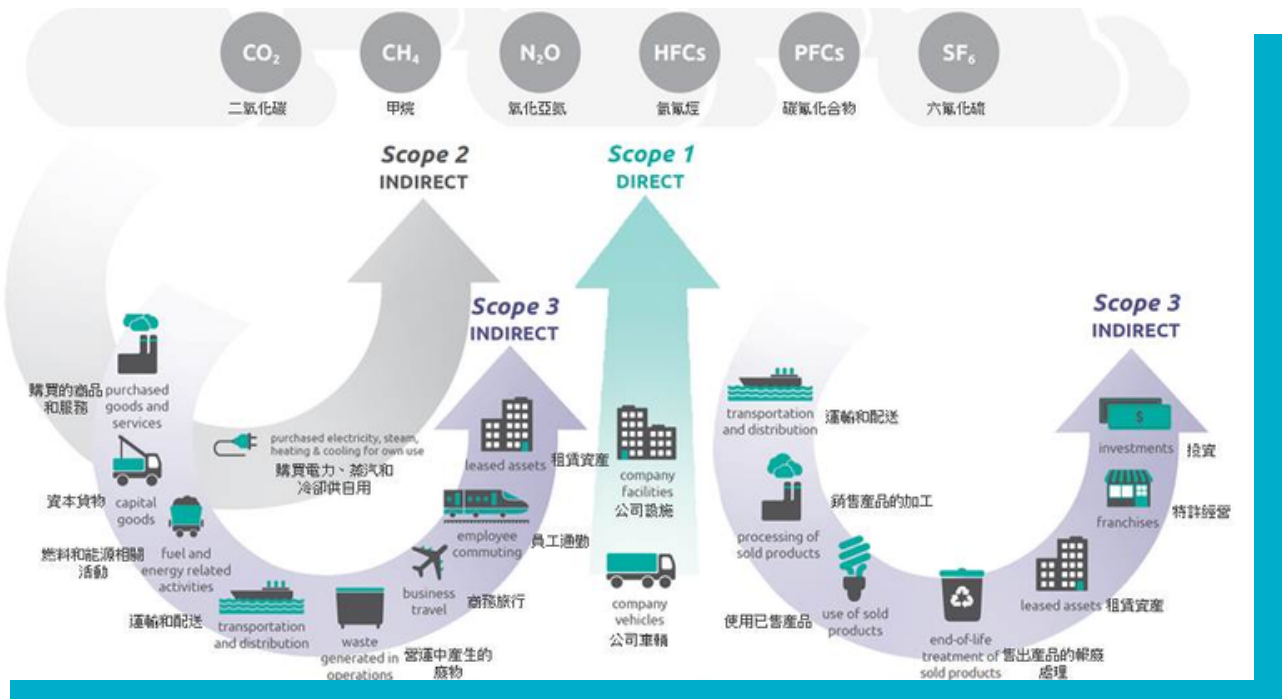 CO₂
CH₄
N₂O
HFCs
PFCs
SF₆
二氧化碳
甲烷
氧化亞氮
氫氟烴
碳氟化合物
六氟化硫
Scope 2
INDIRECT
Scope 1
DIRECT
Scope 3
INDIRECT
Scope 3
INDIRECT
購買的商品
和服務
purchased
goods and
services
資本貨物
capital
goods
燃料和能源相關
活動
fuel and
energy related
activities
運輸和配送
transportation
and distribution
waste
generated in
operations
營運中產生的
廢物
business
travel
商務旅行
employee
commuting
員工通勤
leased assets
租賃資產
purchased electricity, steam,
heating & cooling for own use
購買電力、蒸汽和
冷卻供自用
company
facilities
公司設施
company
vehicles
公司車輛
transportation
and distribution
運輸和配送
processing of
sold products
銷售產品的加工
使用已售產品
use of sold
products
end-of-life
treatment of
sold products
售出產品的報廢
處理
leased assets
租賃資產
franchises
特許經營
$
investments
投資